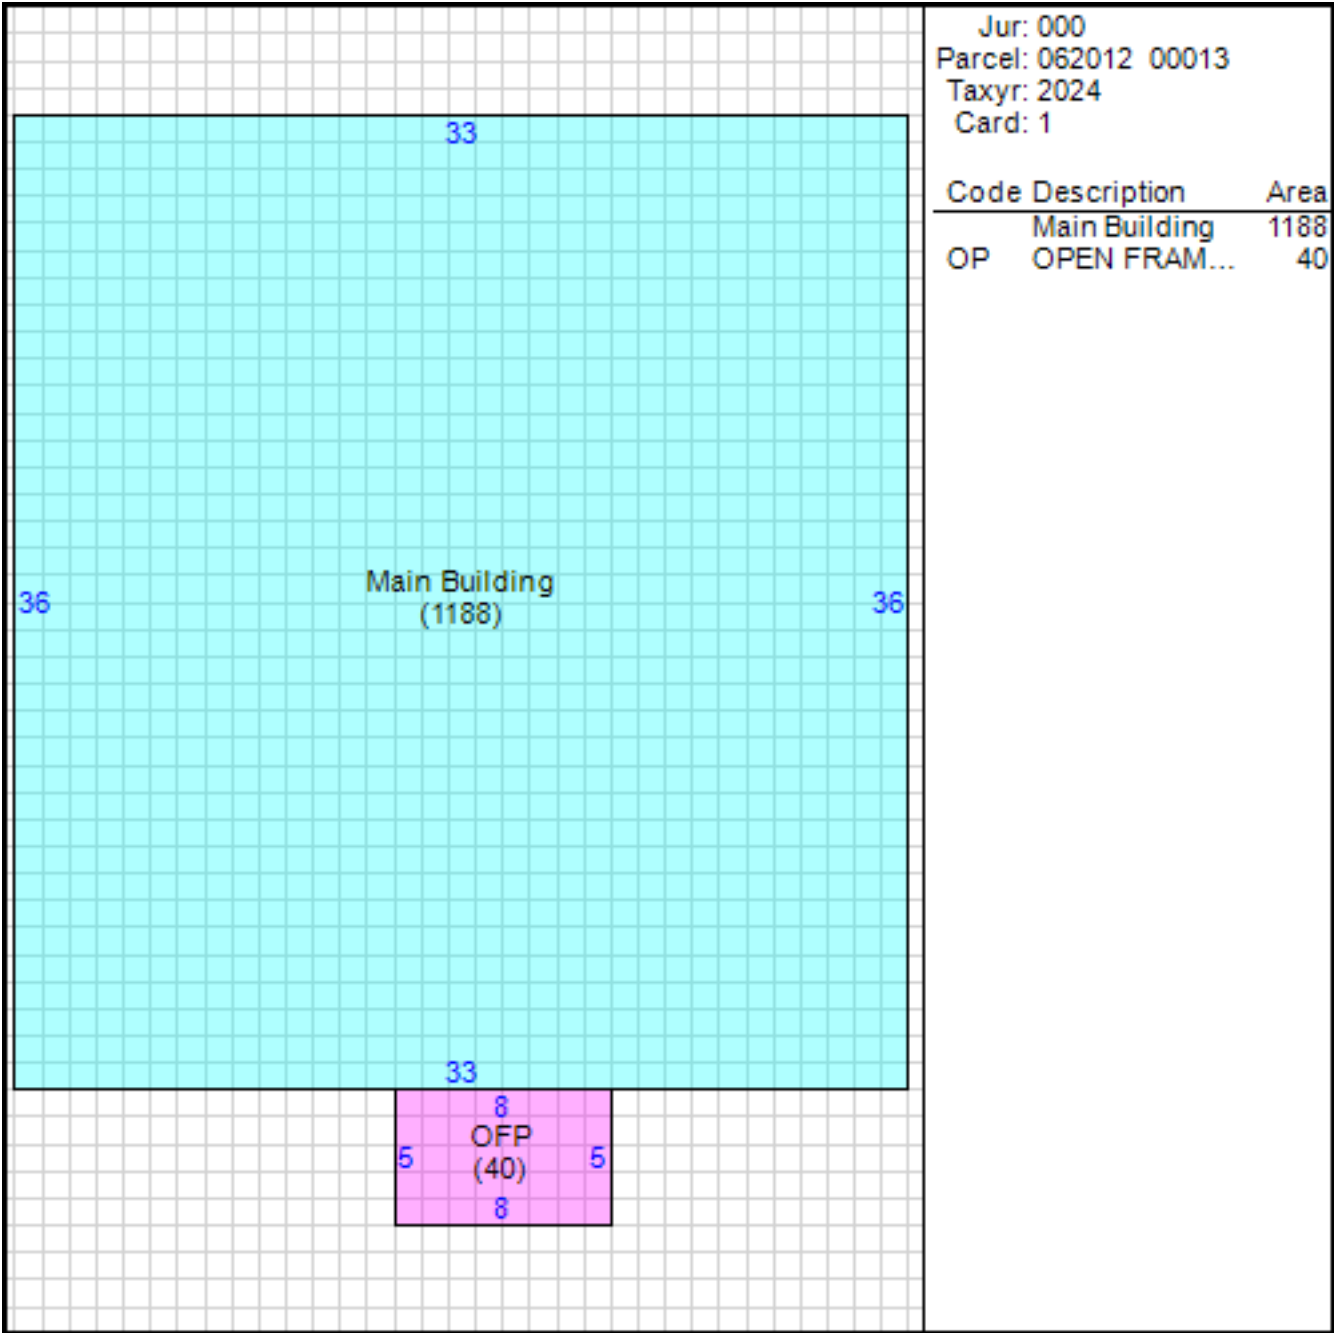 Jur: 000
Parcel: 062012 00013
Taxyr: 2024
Card: 1
Code Description Area
Main Building 1188
OP OPEN FRAM... 40
33
36
Main Building
(1188)
36
33
8
OFP
5
(40)
5
8